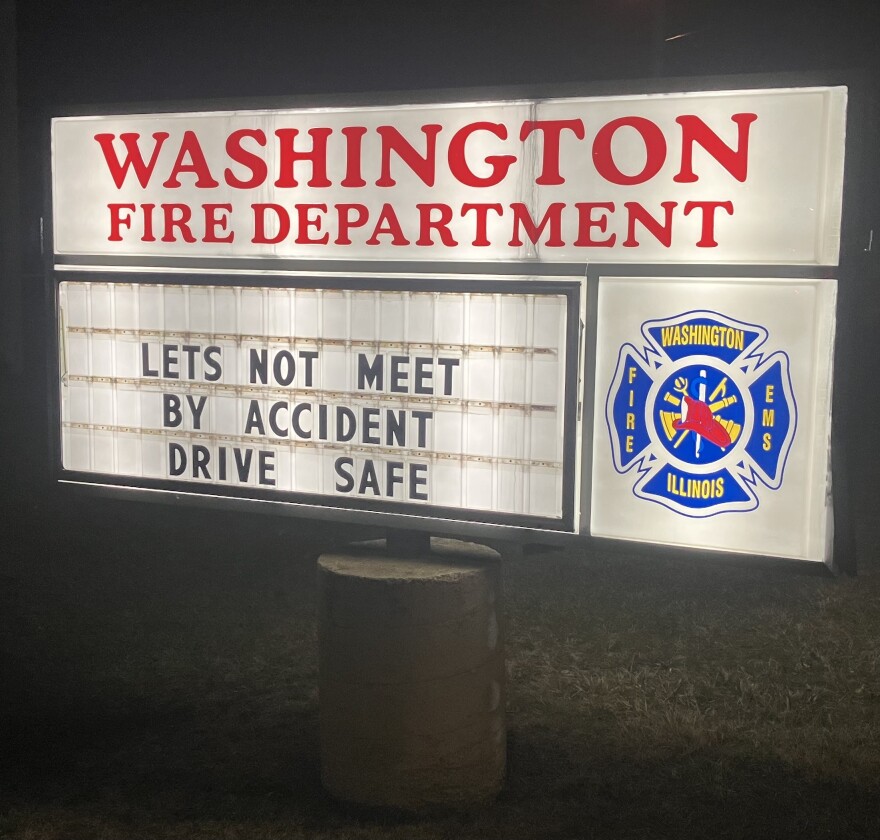 WASHINGTON
FIRE DEPARTMENT
LETS NOT MEET
BY ACCIDENT
DRIVE SAFE
WASHINGTON
FIRE
EMS
ILLINOIS